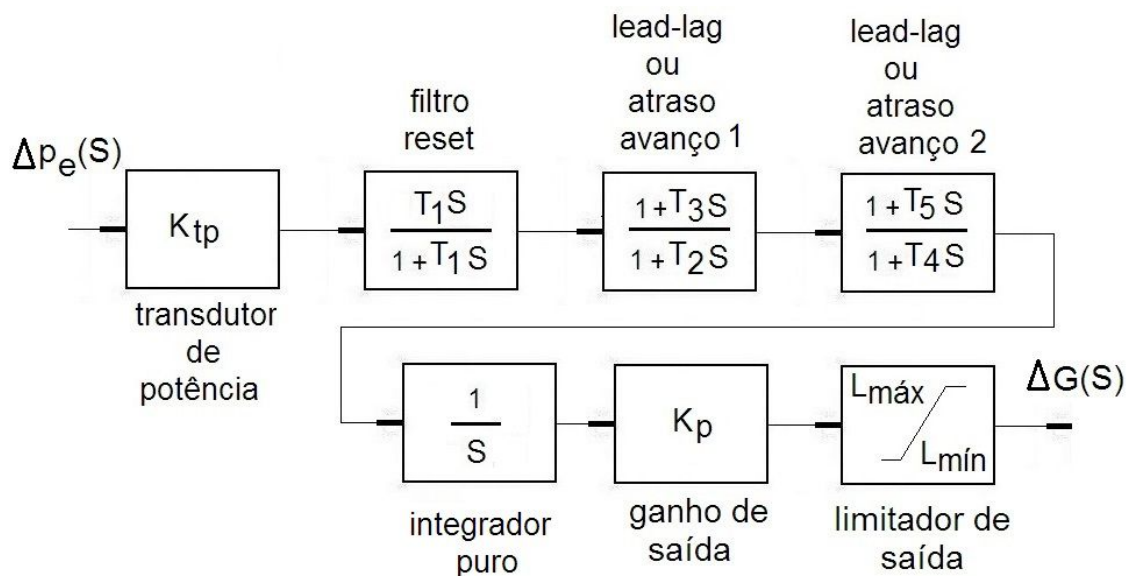 Δpe(S)
Ktp
transdutor
de
potência
filtro
reset
T1S
1+T1S
lead-lag
ou
atraso
avanço 1
1+T3S
1+T2S
lead-lag
ou
atraso
avanço 2
1+T5S
1+T4S
1
S
integrador
puro
Kp
ganho de
saída
Lmáx
Lmín
limitador de
saída
ΔG(S)